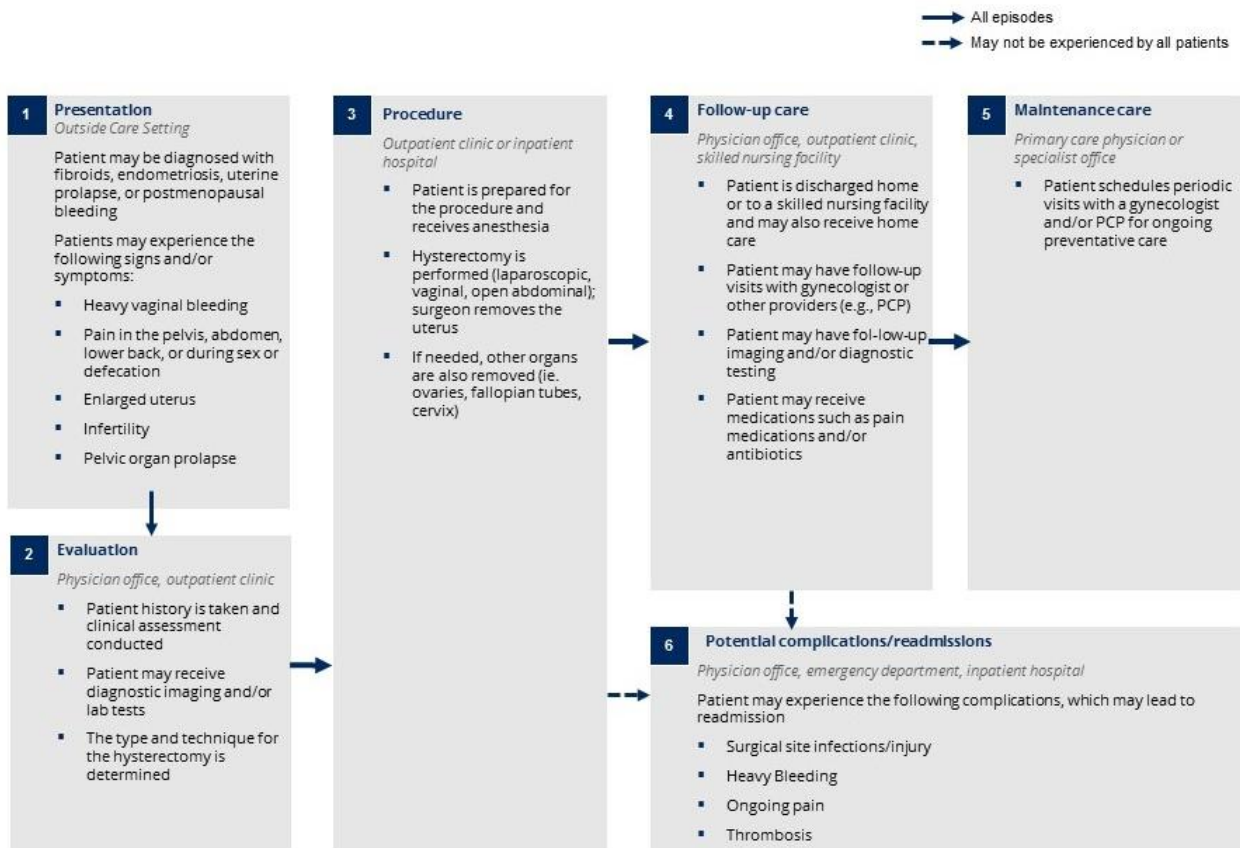 All episodes
May not be experienced by all patients
1
Presentation
Outside Care Setting
Patient may be diagnosed with
fibroids, endometriosis, uterine
prolapse, or postmenopausal
bleeding
Patients may experience the
following signs and/or
symptoms:
▪ Heavy vaginal bleeding
▪ Pain in the pelvis, abdomen,
lower back, or during sex or
defecation
▪ Enlarged uterus
▪ Infertility
▪ Pelvic organ prolapse
2
Evaluation
Physician office, outpatient clinic
▪ Patient history is taken and
clinical assessment
conducted
▪ Patient may receive
diagnostic imaging and/or
lab tests
▪ The type and technique for
the hysterectomy is
determined
3
Procedure
Outpatient clinic or inpatient
hospital
▪ Patient is prepared for
the procedure and
receives anesthesia
▪ Hysterectomy is
performed (laparoscopic,
vaginal, open abdominal);
surgeon removes the
uterus
▪ If needed, other organs
are also removed (ie.
ovaries, fallopian tubes,
cervix)
4
Follow-up care
Physician office, outpatient clinic,
skilled nursing facility
▪ Patient is discharged home
or to a skilled nursing facility
and may also receive home
care
▪ Patient may have follow-up
visits with gynecologist or
other providers (e.g., PCP)
▪ Patient may have fol-low-up
imaging and/or diagnostic
testing
▪ Patient may receive
medications such as pain
medications and/or
antibiotics
5
Maintenance care
Primary care physician or
specialist office
▪ Patient schedules periodic
visits with a gynecologist
and/or PCP for ongoing
preventative care
6
Potential complications/readmissions
Physician office, emergency department, inpatient hospital
Patient may experience the following complications, which may lead to
readmission
▪ Surgical site infections/injury
▪ Heavy Bleeding
▪ Ongoing pain
▪ Thrombosis